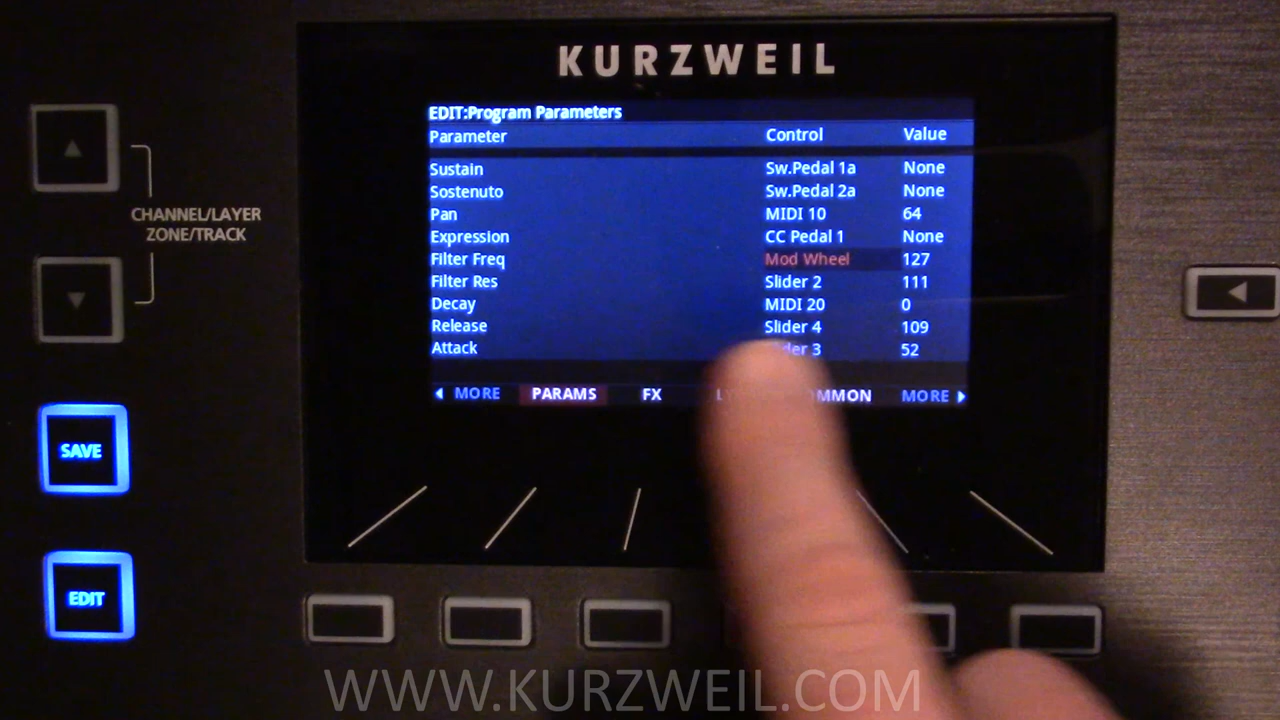 KURZWEIL
EDIT:Program Parameters
Parameter Control Value
Sustain Sw.Pedal 1a None
Sostenuto Sw.Pedal 2a None
Pan MIDI 10 64
Expression CC Pedal 1 None
Filter Freq Mod Wheel 127
Filter Res Slider 2 111
Decay MIDI 20 0
Release Slider 4 109
Attack 3 52
MORE PARAMS FX MORE
CHANNEL/LAYER
ZONE/TRACK
SAVE
EDIT
WWW.KURZWEIL.COM